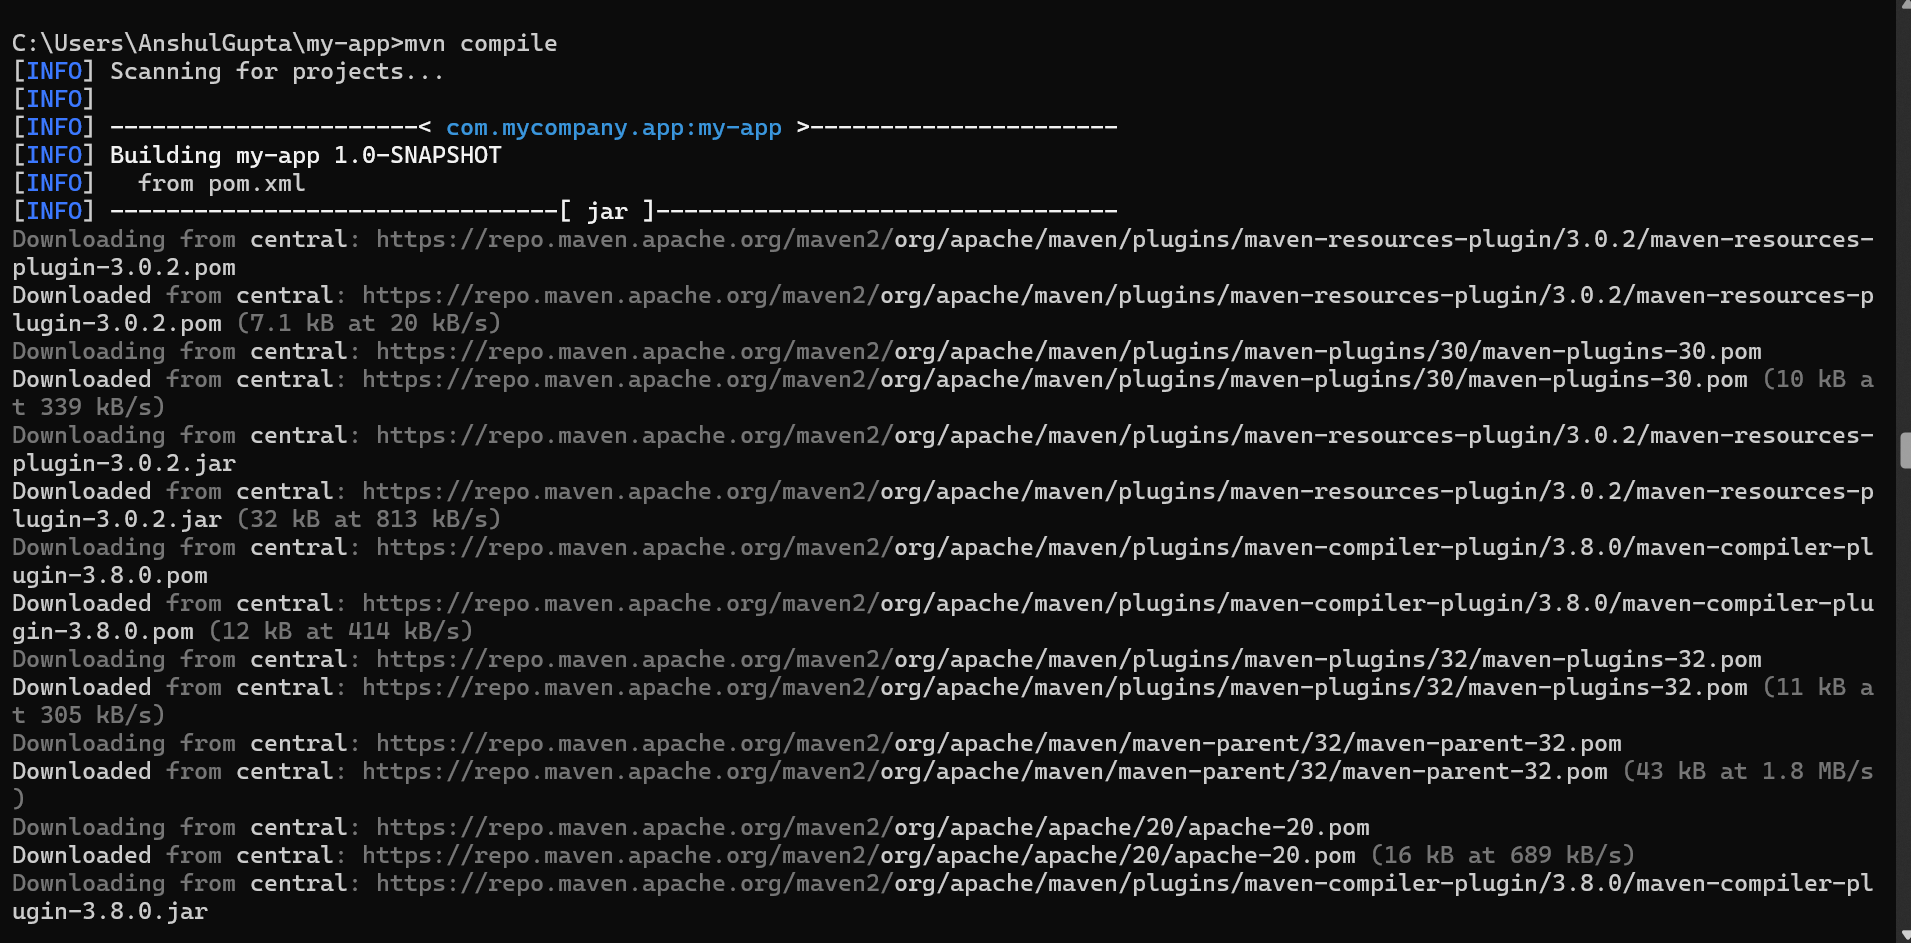 C:\Users\AnshulGupta\my-app>mvn compile
[INFO] Scanning for projects...
[INFO]
[INFO] ----------------------< com.mycompany.app:my-app >----------------------
[INFO] Building my-app 1.0-SNAPSHOT
[INFO]   from pom.xml
[INFO] --------------------------------[ jar ]---------------------------------
Downloading from central: https://repo.maven.apache.org/maven2/org/apache/maven/plugins/maven-resources-plugin/3.0.2/maven-resources-
plugin-3.0.2.pom
Downloaded from central: https://repo.maven.apache.org/maven2/org/apache/maven/plugins/maven-resources-plugin/3.0.2/maven-resources-p
lugin-3.0.2.pom (7.1 kB at 20 kB/s)
Downloading from central: https://repo.maven.apache.org/maven2/org/apache/maven/plugins/maven-plugins/30/maven-plugins-30.pom
Downloaded from central: https://repo.maven.apache.org/maven2/org/apache/maven/plugins/maven-plugins/30/maven-plugins-30.pom (10 kB a
t 339 kB/s)
Downloading from central: https://repo.maven.apache.org/maven2/org/apache/maven/plugins/maven-resources-plugin/3.0.2/maven-resources-
plugin-3.0.2.jar
Downloaded from central: https://repo.maven.apache.org/maven2/org/apache/maven/plugins/maven-resources-plugin/3.0.2/maven-resources-p
lugin-3.0.2.jar (32 kB at 813 kB/s)
Downloading from central: https://repo.maven.apache.org/maven2/org/apache/maven/plugins/maven-compiler-plugin/3.8.0/maven-compiler-pl
ugin-3.8.0.pom
Downloaded from central: https://repo.maven.apache.org/maven2/org/apache/maven/plugins/maven-compiler-plugin/3.8.0/maven-compiler-plu
gin-3.8.0.pom (12 kB at 414 kB/s)
Downloading from central: https://repo.maven.apache.org/maven2/org/apache/maven/plugins/maven-plugins/32/maven-plugins-32.pom
Downloaded from central: https://repo.maven.apache.org/maven2/org/apache/maven/plugins/maven-plugins/32/maven-plugins-32.pom (11 kB a
t 305 kB/s)
Downloading from central: https://repo.maven.apache.org/maven2/org/apache/maven/maven-parent/32/maven-parent-32.pom
Downloaded from central: https://repo.maven.apache.org/maven2/org/apache/maven/maven-parent/32/maven-parent-32.pom (43 kB at 1.8 MB/s
)
Downloading from central: https://repo.maven.apache.org/maven2/org/apache/apache/20/apache-20.pom
Downloaded from central: https://repo.maven.apache.org/maven2/org/apache/apache/20/apache-20.pom (16 kB at 689 kB/s)
Downloading from central: https://repo.maven.apache.org/maven2/org/apache/maven/plugins/maven-compiler-plugin/3.8.0/maven-compiler-pl
ugin-3.8.0.jar